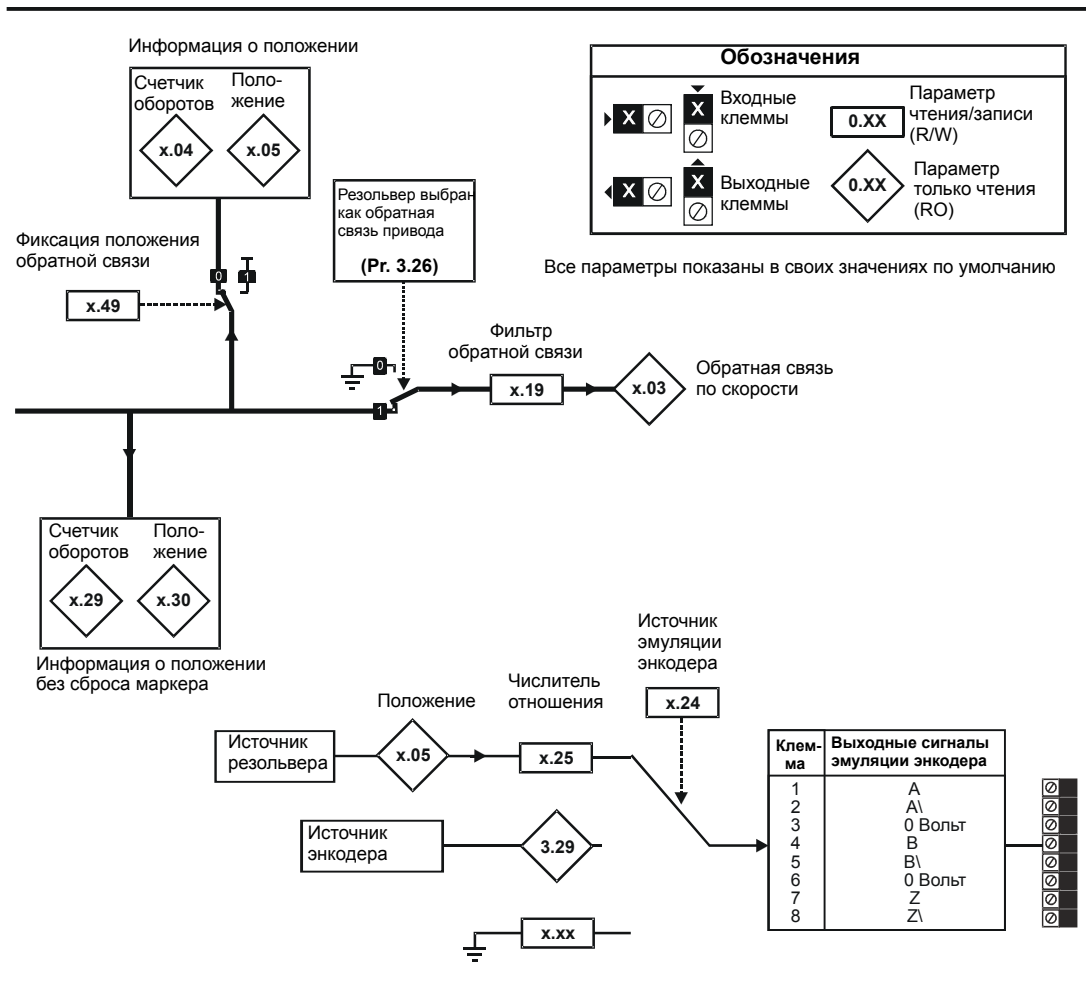 Информация о положении
Счетчик
оборотов
Поло-
жение
x.04
x.05
Обозначения
X
X
Входные
клеммы
0.XX
Параметр
чтения/записи
(R/W)
X
X
Выходные
клеммы
0.XX
Параметр
только чтения
(RO)
Все параметры показаны в своих значениях по умолчанию
Резольвер выбран
как обратная
связь привода
(Pr. 3.26)
Фиксация положения
обратной связи
x.49
0
1
0
1
Фильтр
обратной связи
x.19
x.03
Обратная связь
по скорости
Счетчик
оборотов
Поло-
жение
x.29
x.30
Информация о положении
без сброса маркера
Источник
эмуляции
энкодера
x.24
Положение
Числитель
отношения
Источник
резольвера
x.05
x.25
Источник
энкодера
3.29
x.xx
Клем-
ма
Выходные сигналы
эмуляции энкодера
1 A
2 A\
3 0 Вольт
4 B
5 B\
6 0 Вольт
7 Z
8 Z\